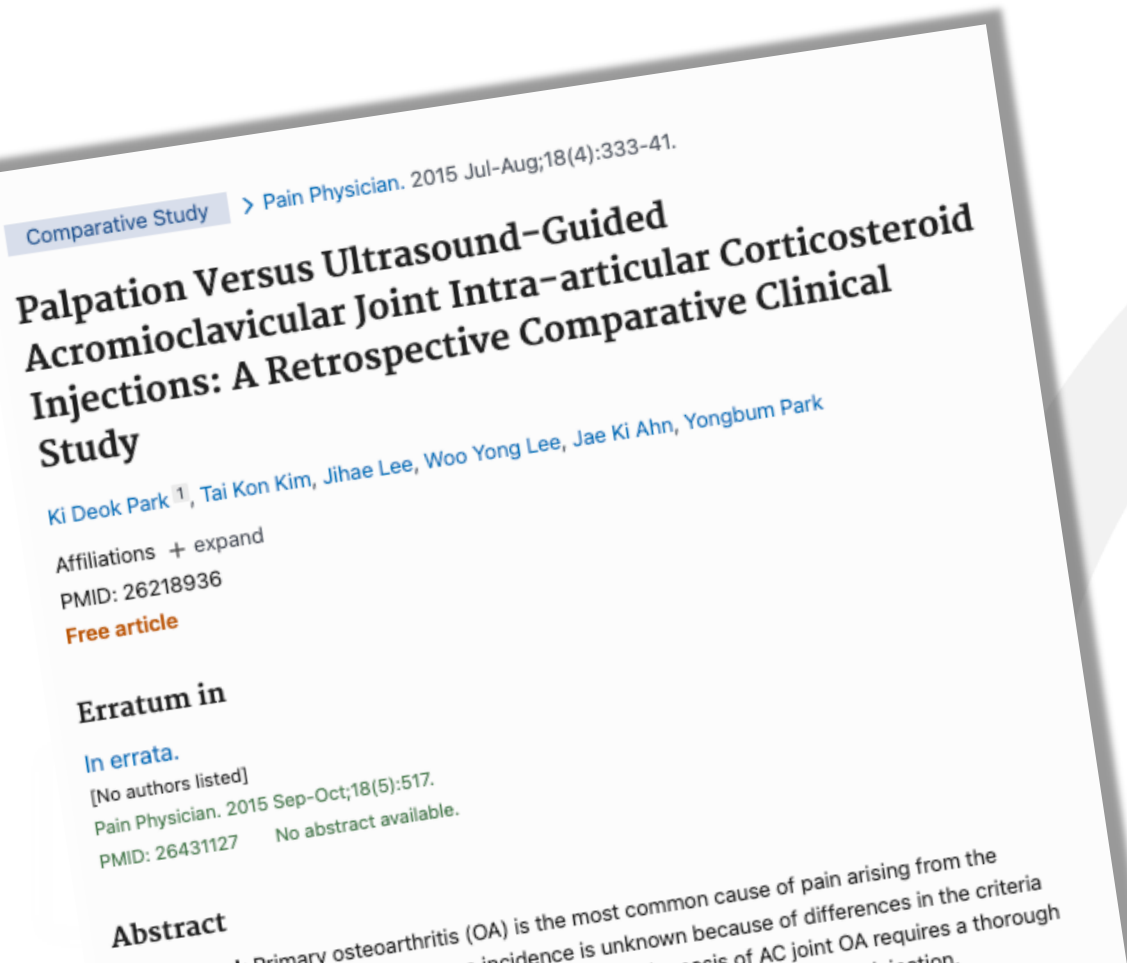 Comparative Study > Pain Physician. 2015 Jul-Aug;18(4):333-41.
Palpation Versus Ultrasound-Guided
Acromioclavicular Joint Intra-articular Corticosteroid
Injections: A Retrospective Comparative Clinical
Study
Ki Deok Park 1, Tai Kon Kim, Jihae Lee, Woo Yong Lee, Jae Ki Ahn, Yongbum Park
Affiliations + expand
PMID: 26218936
Free article
Erratum in
In errata.
[No authors listed]
Pain Physician. 2015 Sep-Oct;18(5):517.
PMID: 26431127 No abstract available.
Abstract
Primary osteoarthritis (OA) is the most common cause of pain arising from the
incidence is unknown because of differences in the criteria
of AC joint OA requires a thorough